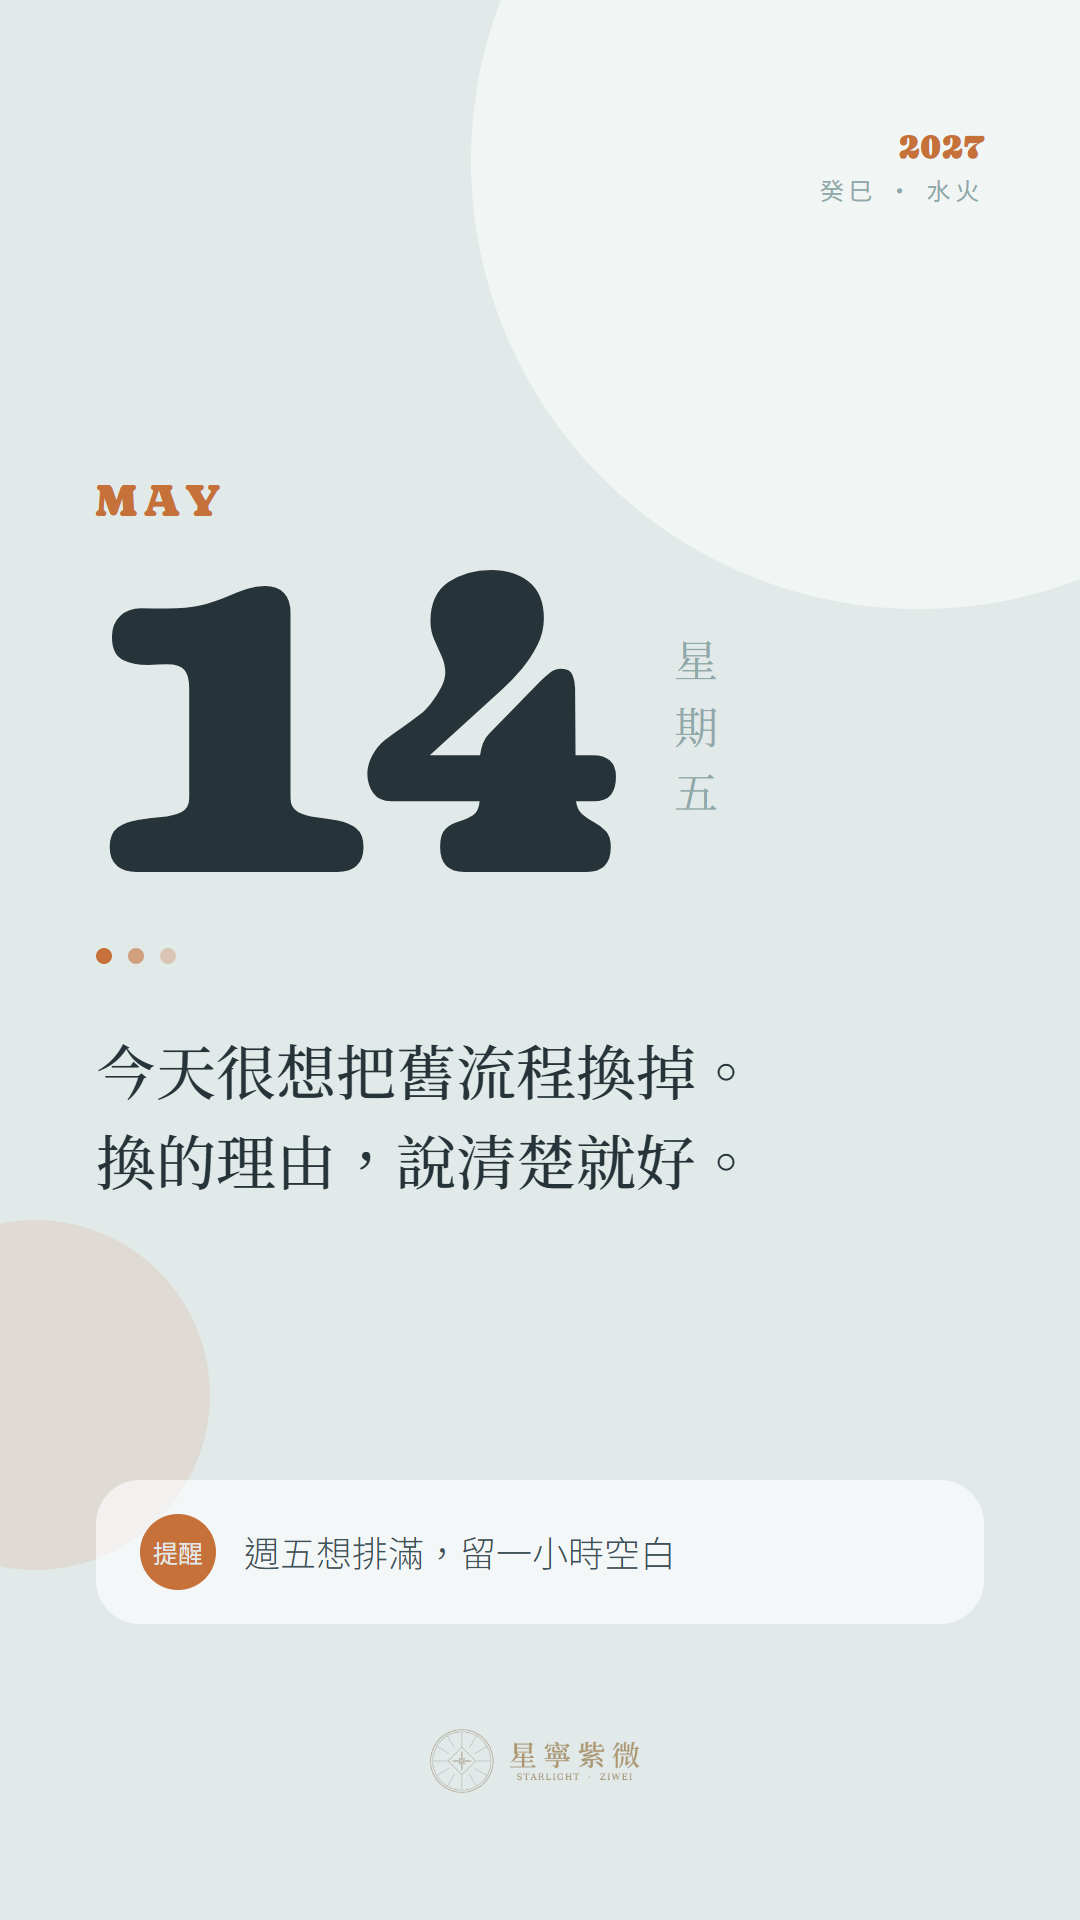 2027
癸巳 · 水火
MAY
14
星期五
今天很想把舊流程換掉。
換的理由，說清楚就好。
提醒
週五想排滿，留一小時空白
星寧紫微
STARLIGHT · ZIWEI